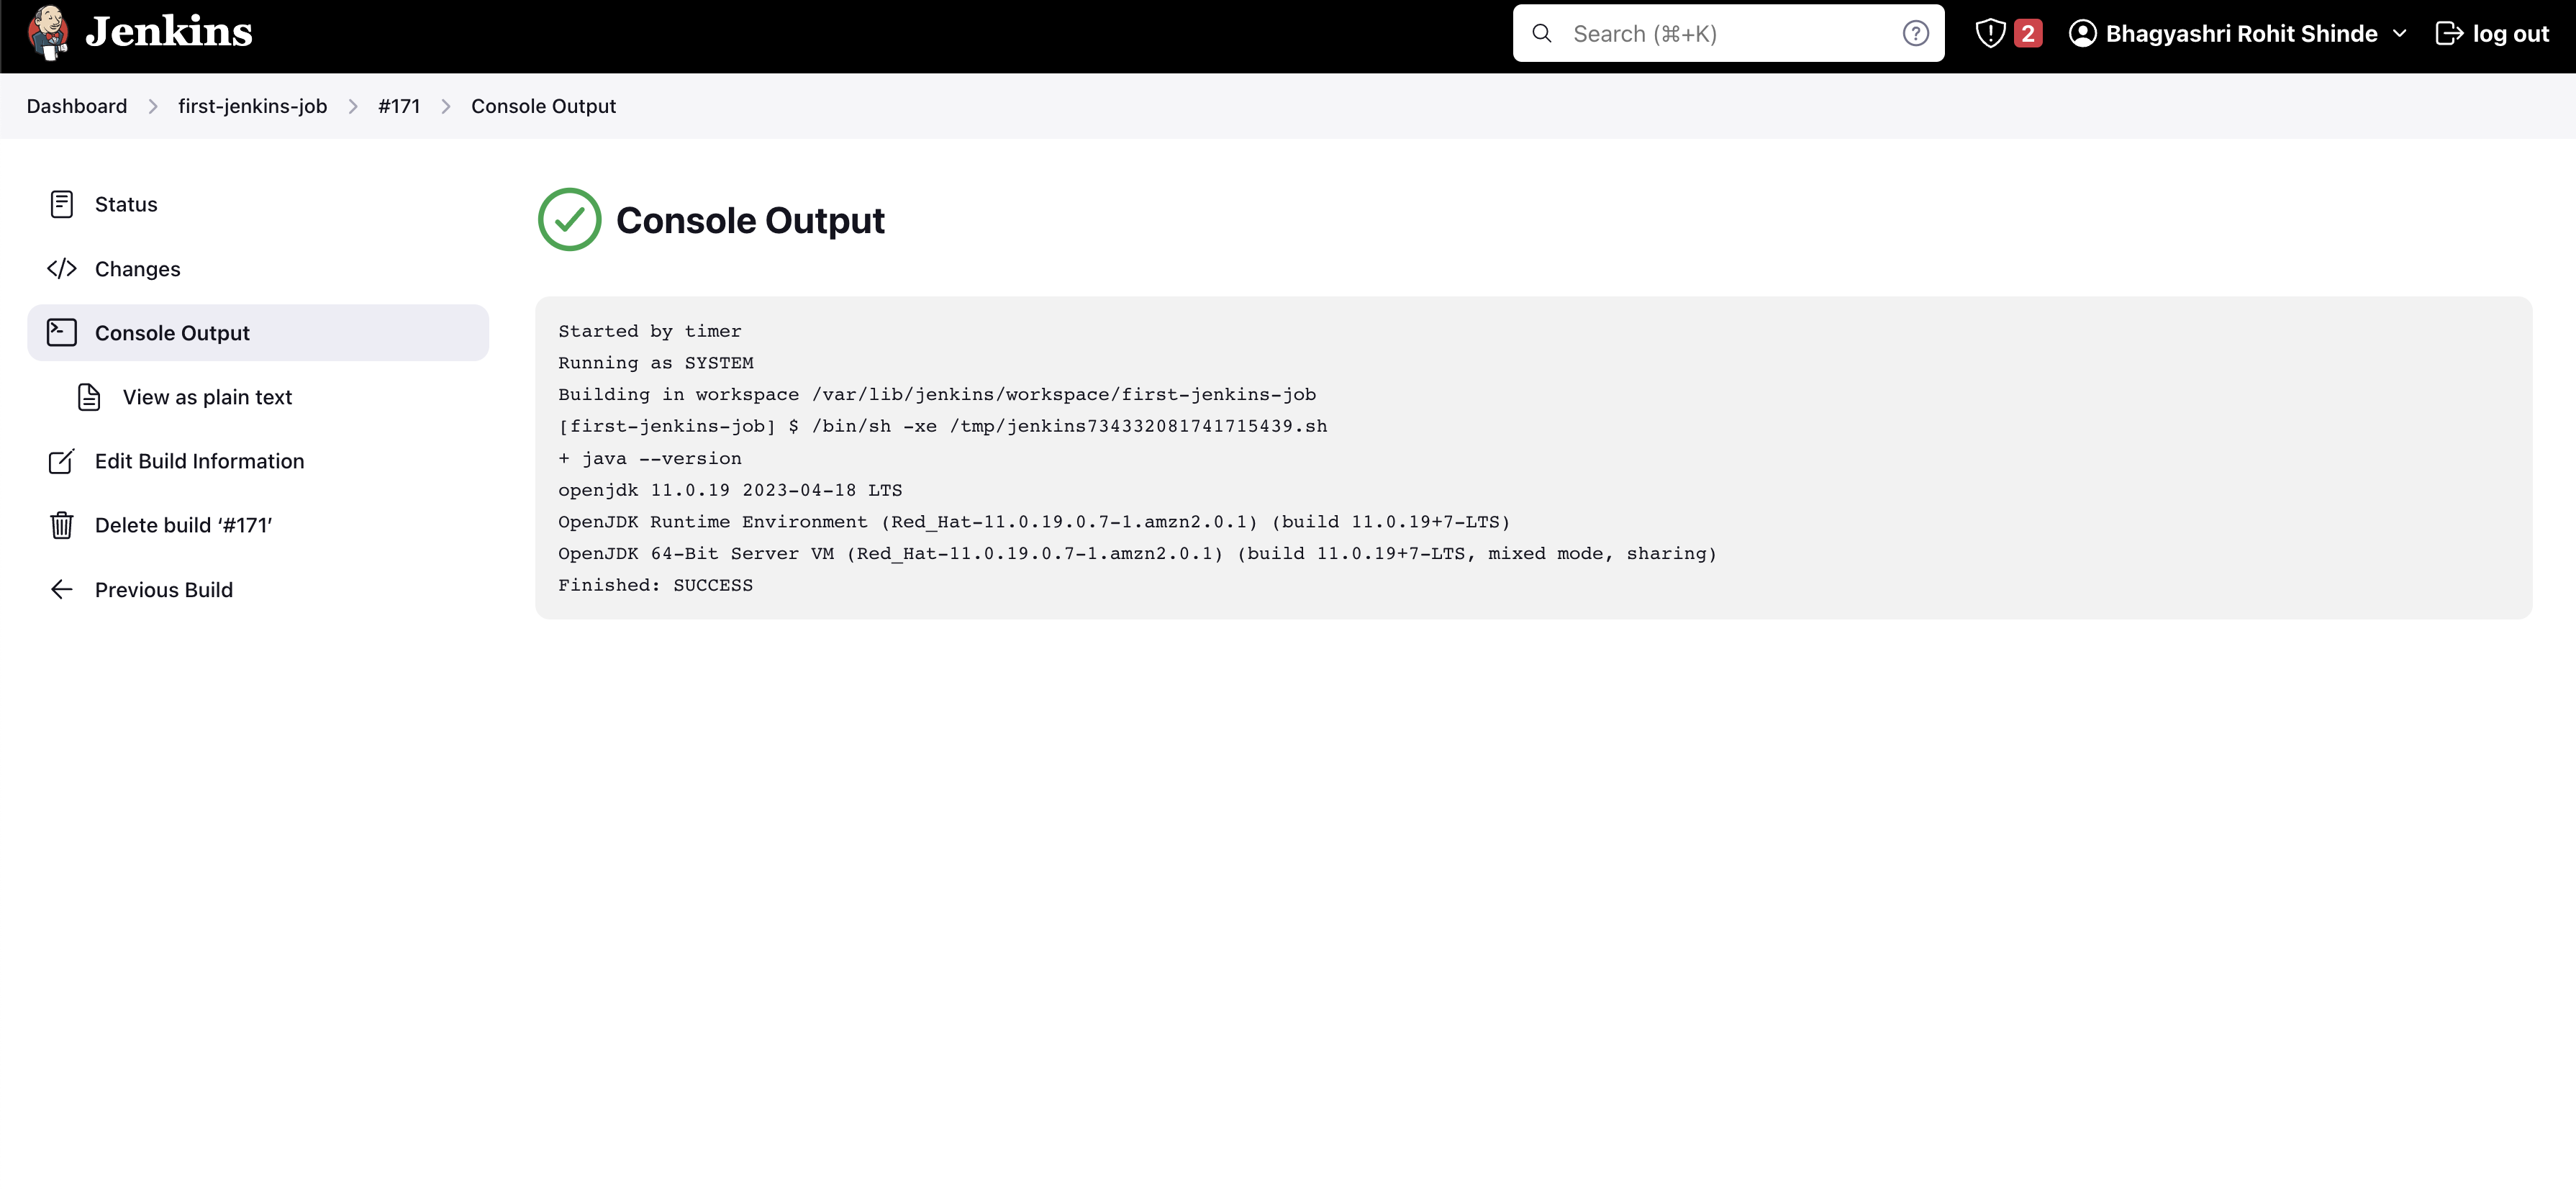 Jenkins
Search (⌘+K)
2
Bhagyashri Rohit Shinde
log out
Dashboard
first-jenkins-job
#171
Console Output
Status
Changes
Console Output
View as plain text
Edit Build Information
Delete build ‘#171’
Previous Build
Console Output
Started by timer
Running as SYSTEM
Building in workspace /var/lib/jenkins/workspace/first-jenkins-job
[first-jenkins-job] $ /bin/sh -xe /tmp/jenkins734332081741715439.sh
+ java --version
openjdk 11.0.19 2023-04-18 LTS
OpenJDK Runtime Environment (Red_Hat-11.0.19.0.7-1.amzn2.0.1) (build 11.0.19+7-LTS)
OpenJDK 64-Bit Server VM (Red_Hat-11.0.19.0.7-1.amzn2.0.1) (build 11.0.19+7-LTS, mixed mode, sharing)
Finished: SUCCESS